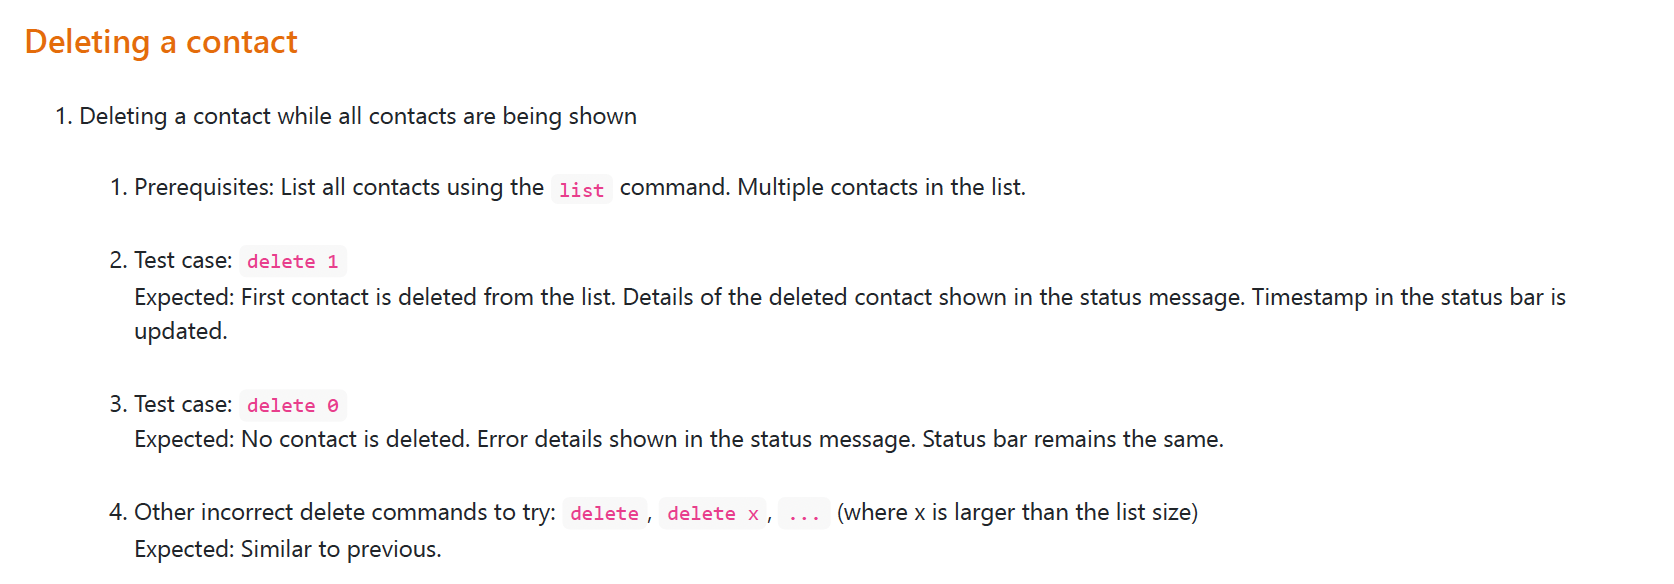 Deleting a contact
1. Deleting a contact while all contacts are being shown
1. Prerequisites: List all contacts using the list command. Multiple contacts in the list.
2. Test case: delete 1
Expected: First contact is deleted from the list. Details of the deleted contact shown in the status message. Timestamp in the status bar is
updated.
3. Test case: delete 0
Expected: No contact is deleted. Error details shown in the status message. Status bar remains the same.
4. Other incorrect delete commands to try: delete, delete x, ... (where x is larger than the list size)
Expected: Similar to previous.